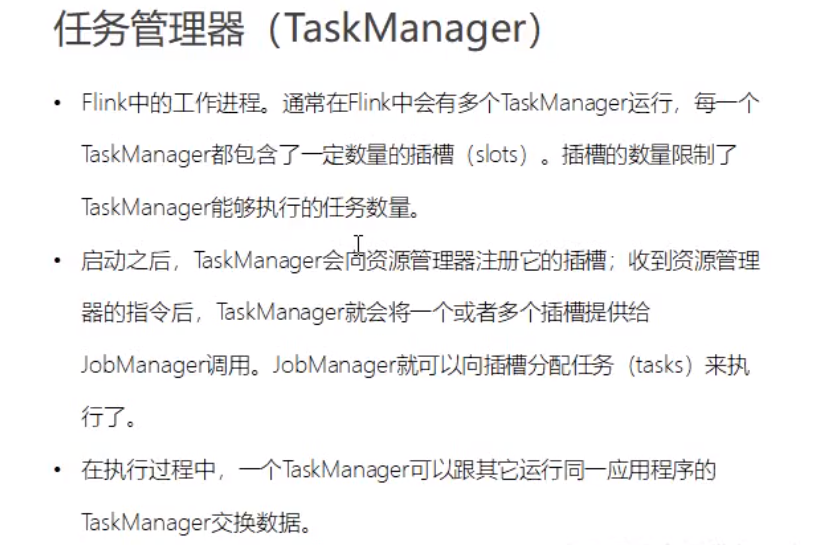 任务管理器（TaskManager）
• Flink中的工作进程。通常在Flink中会有多个TaskManager运行，每一个
TaskManager都包含了一定数量的插槽（slots）。插槽的数量限制了
TaskManager能够执行的任务数量。
• 启动之后，TaskManager会向资源管理器注册它的插槽；收到资源管理
器的指令后，TaskManager就会将一个或者多个插槽提供给
JobManager调用。JobManager就可以向插槽分配任务（tasks）来执
行了。
• 在执行过程中，一个TaskManager可以跟其它运行同一应用程序的
TaskManager交换数据。